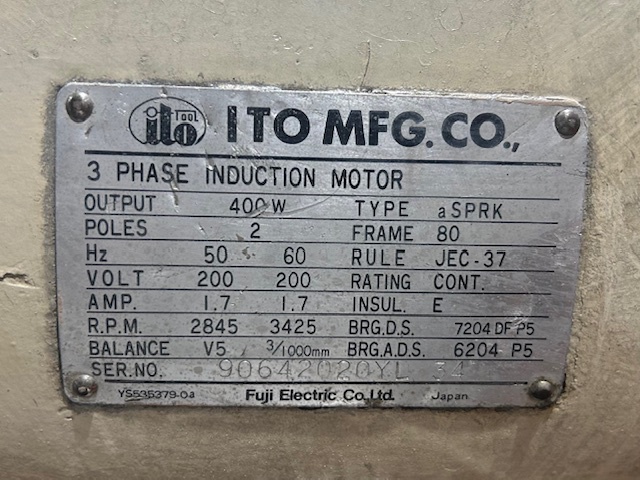 ito Tool ITO MFG. CO.,
3 PHASE INDUCTION MOTOR
OUTPUT 400W TYPE aSPRK
POLES 2 FRAME 80
Hz 50 60 RULE JEC-37
VOLT 200 200 RATING CONT.
AMP. 1.7 1.7 INSUL. E
R.P.M. 2845 3425 BRG.D.S. 7204 DF P5
BALANCE V5 3/1000mm BRG.A.D.S. 6204 P5
SER.NO. 90642020YL 34
YS535379-0a Fuji Electric Co.,Ltd. Japan